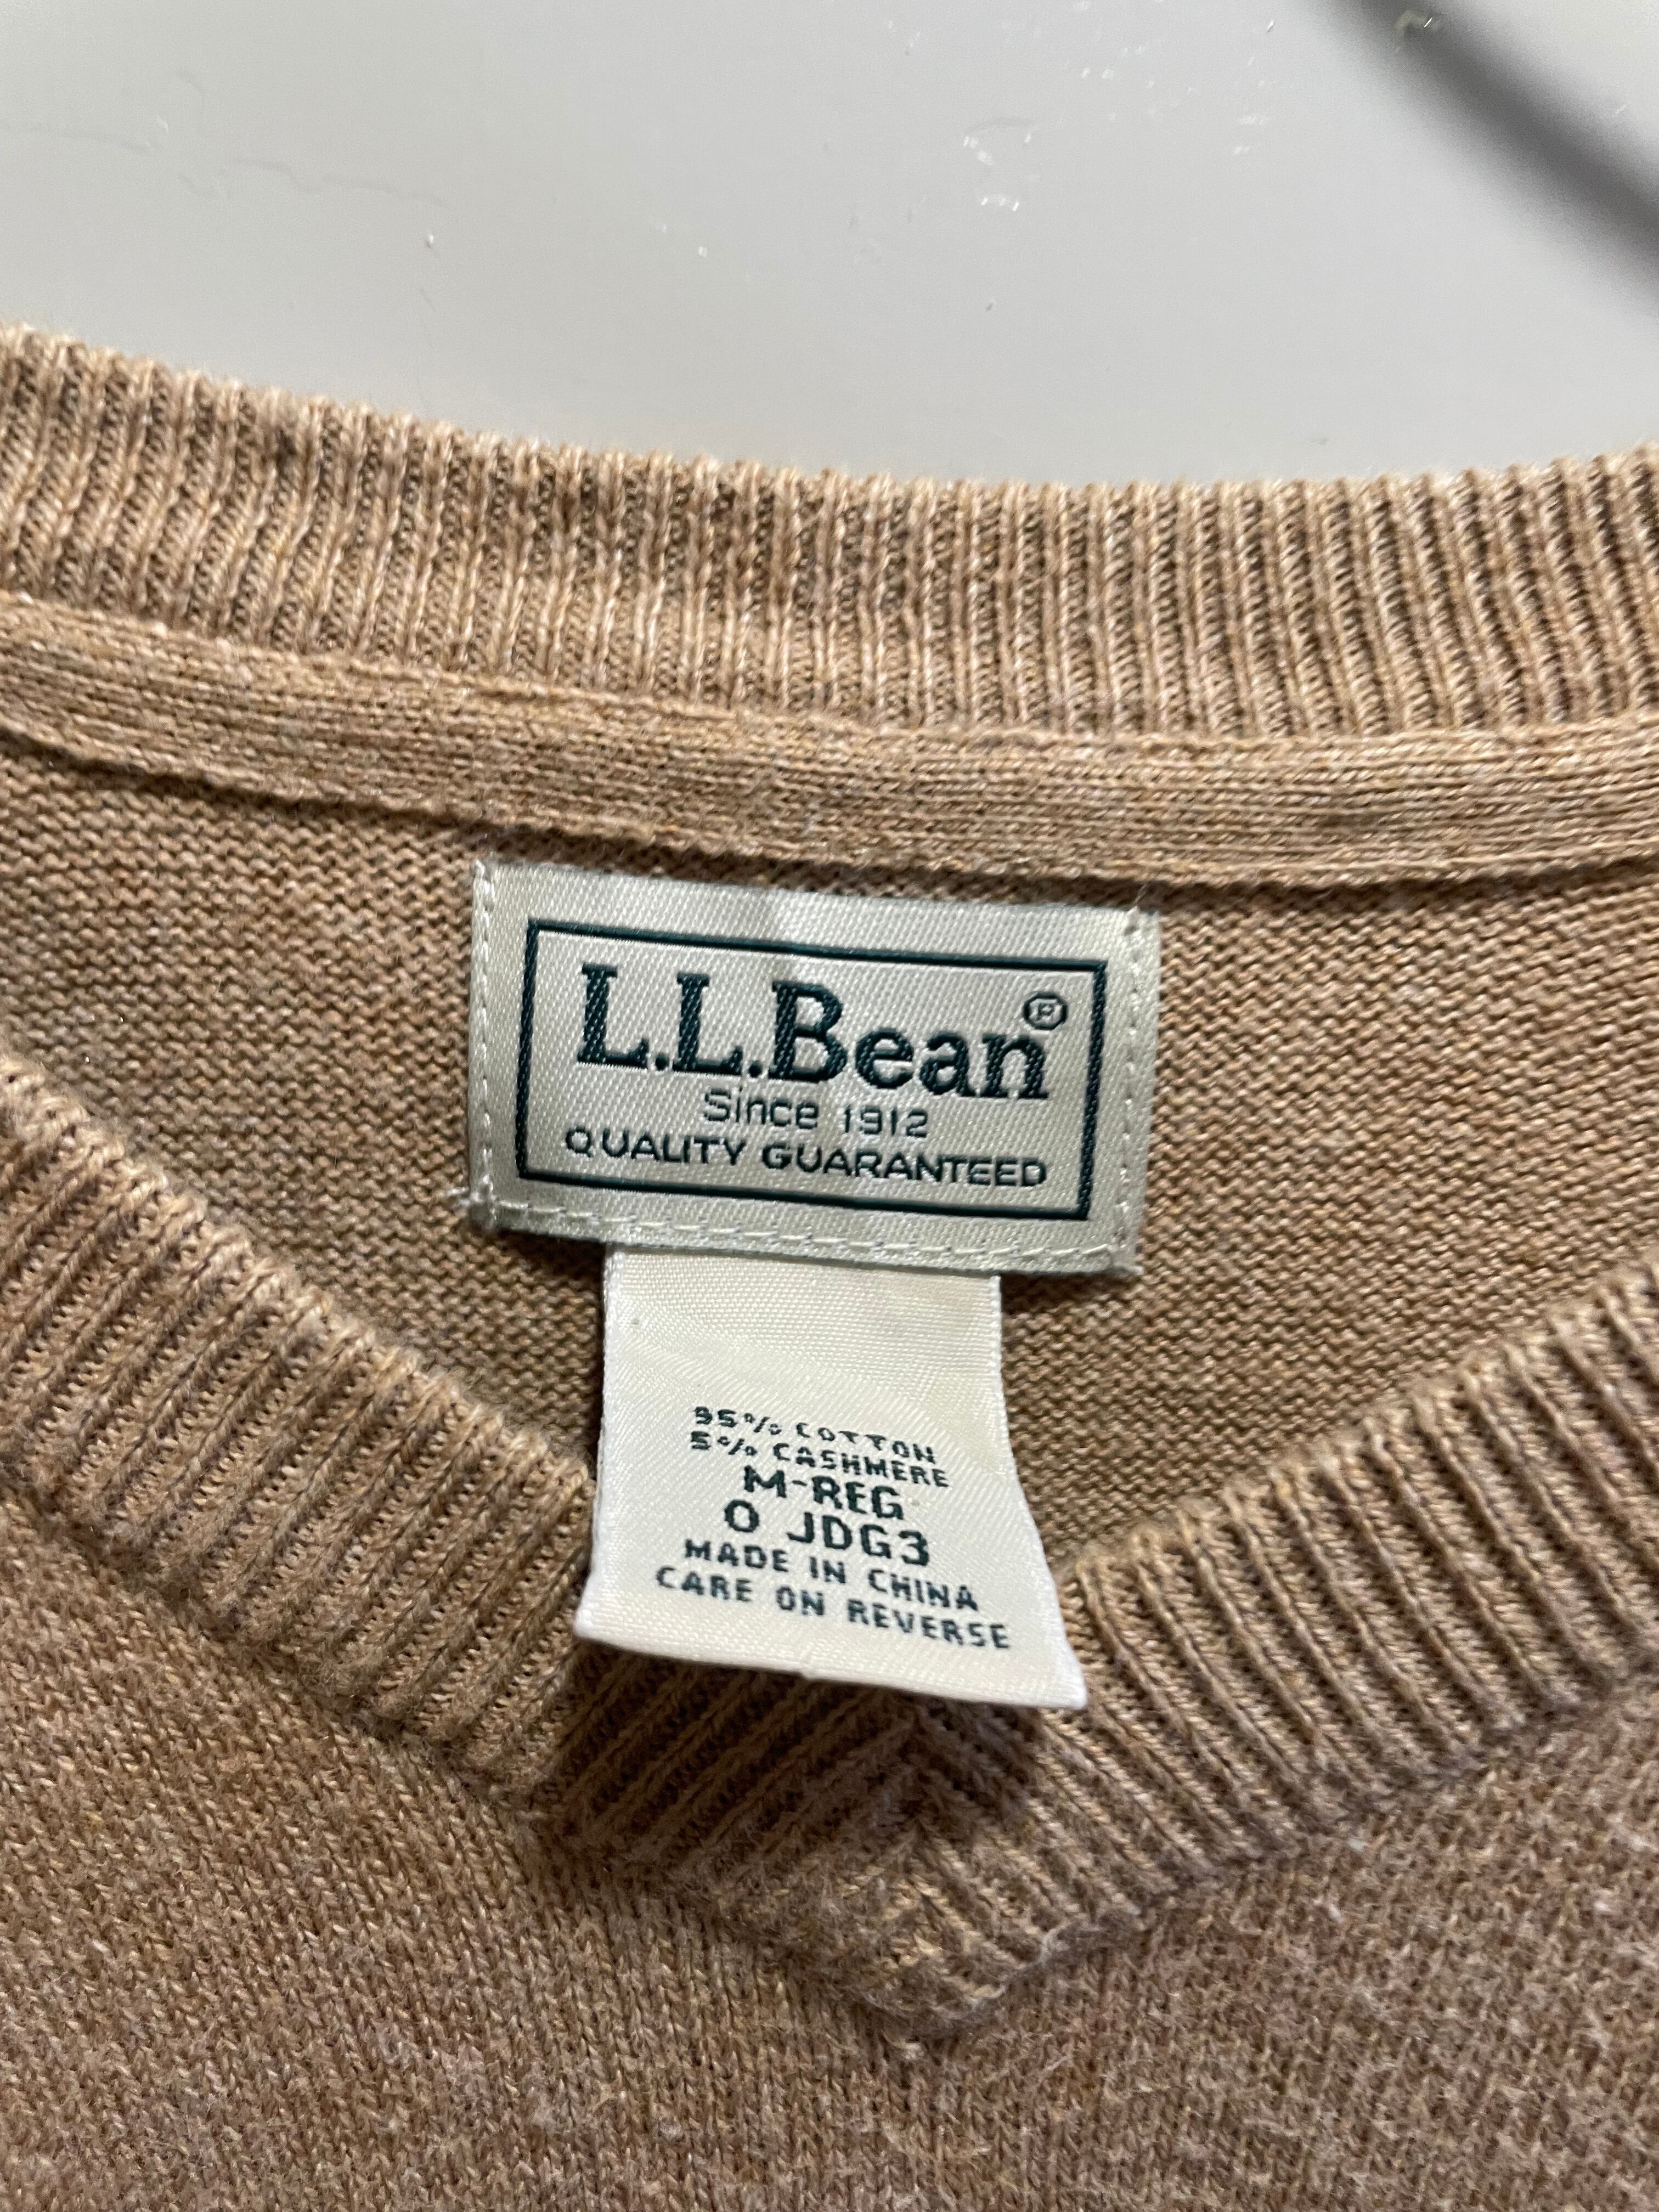 L.L.Bean®
Since 1912
QUALITY GUARANTEED
95% COTTON
5% CASHMERE
M-REG
0 JDG3
MADE IN CHINA
CARE ON REVERSE